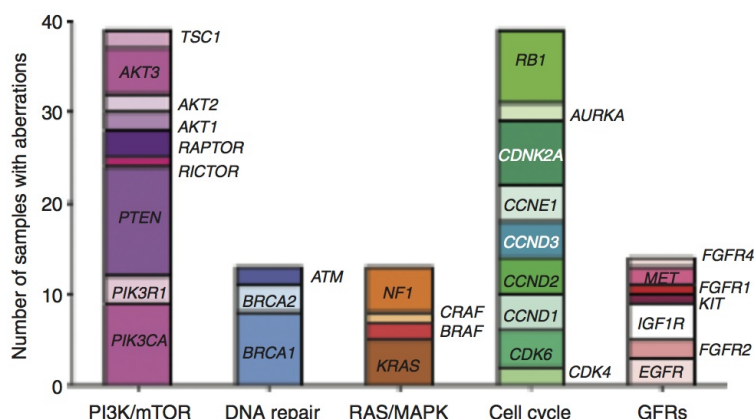 Number of samples with aberrations
40
30
20
10
0
TSC1
AKT3
AKT2
AKT1
RAPTOR
RICTOR
PTEN
PIK3R1
PIK3CA
PI3K/mTOR
ATM
BRCA2
BRCA1
DNA repair
NF1
CRAF
BRAF
KRAS
RAS/MAPK
RB1
AURKA
CDNK2A
CCNE1
CCND3
CCND2
CCND1
CDK6
CDK4
Cell cycle
FGFR4
MET
FGFR1
KIT
IGF1R
FGFR2
EGFR
GFRs